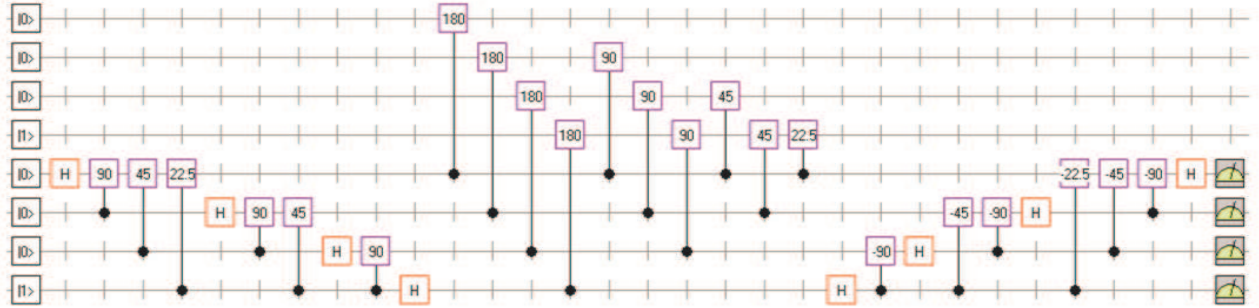 |0> 180
|0> 180 90
|0> 180 90 45
|1> 180 90 45 22.5
|0> H 90 45 22.5 -22.5 -45 -90 H
|0> H 90 45 -45 -90 H
|0> H 90 -90 H
|1> H H